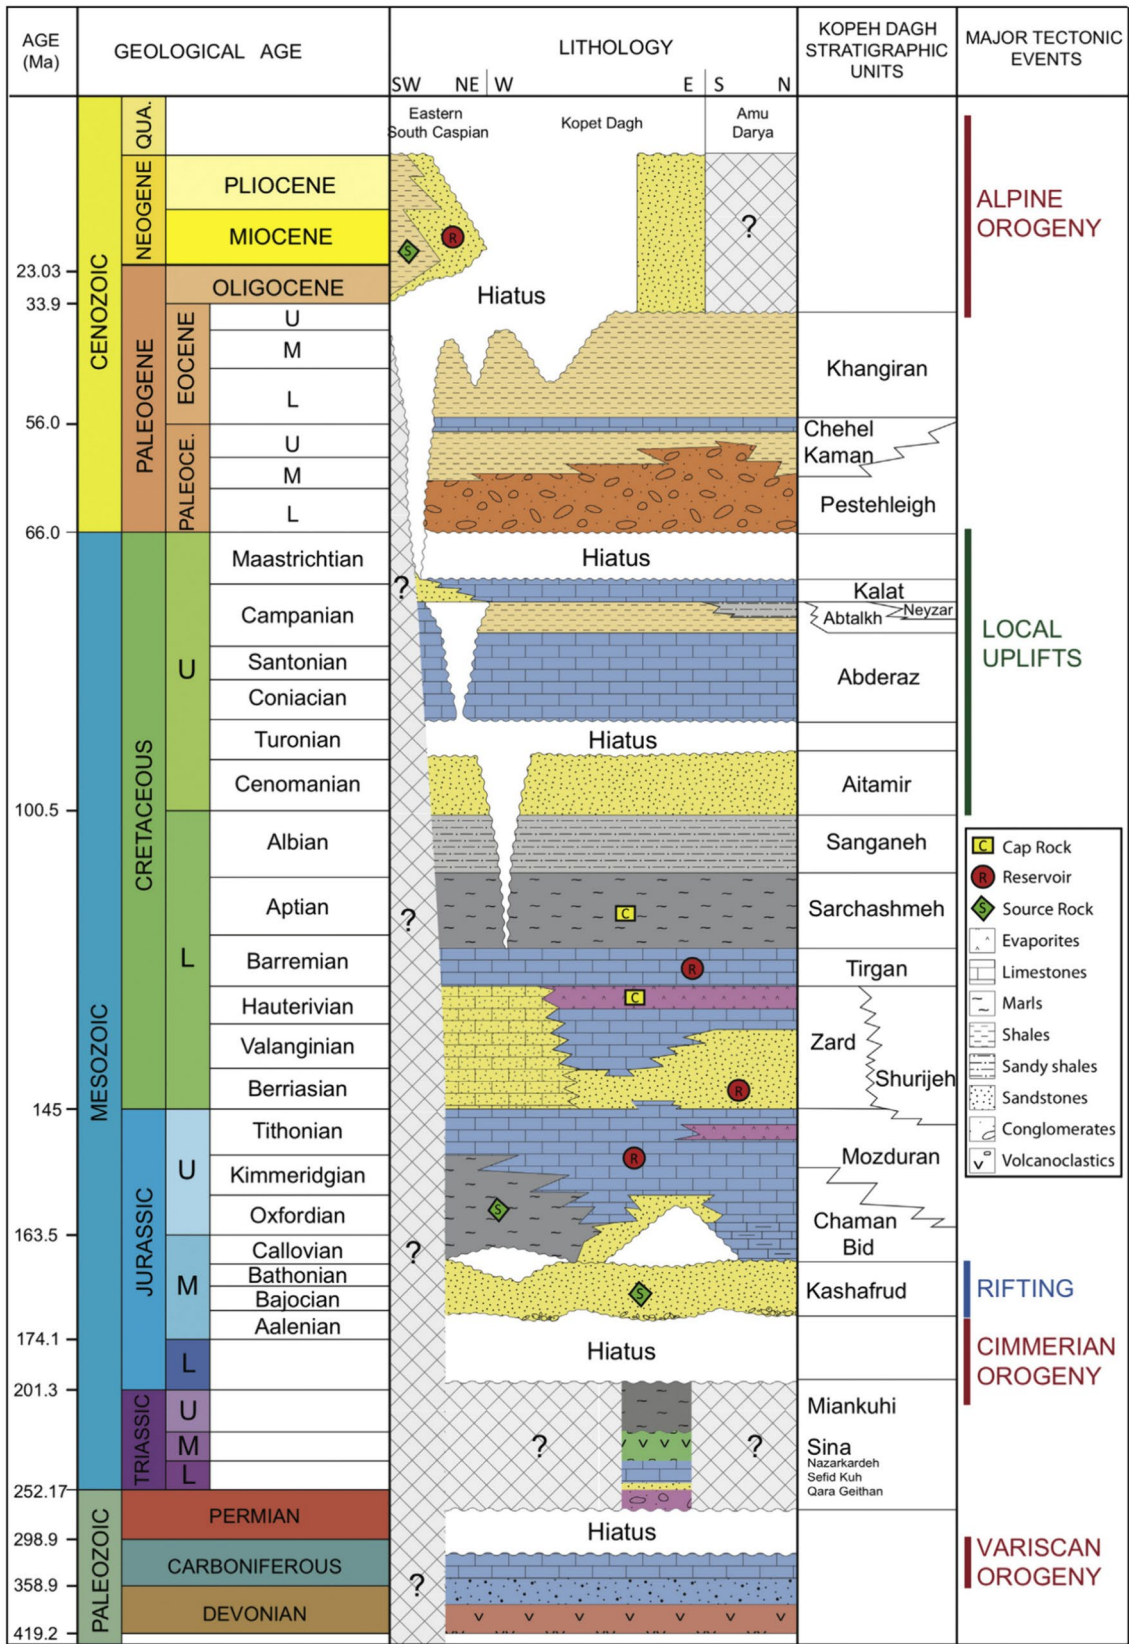 AGE
(Ma)
GEOLOGICAL AGE
LITHOLOGY
KOPEH DAGH
STRATIGRAPHIC
UNITS
MAJOR TECTONIC
EVENTS
SW NE W E S N
Eastern
South Caspian
Kopet Dagh
Amu
Darya
CENOZOIC
MESOZOIC
PALEOZOIC
QUA.
NEOGENE
PALEOGENE
CRETACEOUS
JURASSIC
TRIASSIC
PLIOCENE
MIOCENE
OLIGOCENE
EOCENE
U
M
L
PALEOCE.
U
M
L
U
Maastrichtian
Campanian
Santonian
Coniacian
Turonian
Cenomanian
L
Albian
Aptian
Barremian
Hauterivian
Valanginian
Berriasian
U
Tithonian
Kimmeridgian
Oxfordian
M
Callovian
Bathonian
Bajocian
Aalenian
L
U
M
L
PERMIAN
CARBONIFEROUS
DEVONIAN
23.03
33.9
56.0
66.0
100.5
145
163.5
174.1
201.3
252.17
298.9
358.9
419.2
S
R
?
Hiatus
Hiatus
?
Hiatus
?
C
R
C
R
R
S
?
S
Hiatus
?
?
Hiatus
?
Khangiran
Chehel
Kaman
Pestehleigh
Kalat
Abtalkh
Neyzar
Abderaz
Aitamir
Sanganeh
Sarchashmeh
Tirgan
Zard
Shurijeh
Mozduran
Chaman
Bid
Kashafrud
Miankuhi
Sina
Nazarkardeh
Sefid Kuh
Qara Geithan
ALPINE
OROGENY
LOCAL
UPLIFTS
C Cap Rock
R Reservoir
S Source Rock
Evaporites
Limestones
Marls
Shales
Sandy shales
Sandstones
Conglomerates
Volcanoclastics
RIFTING
CIMMERIAN
OROGENY
VARISCAN
OROGENY